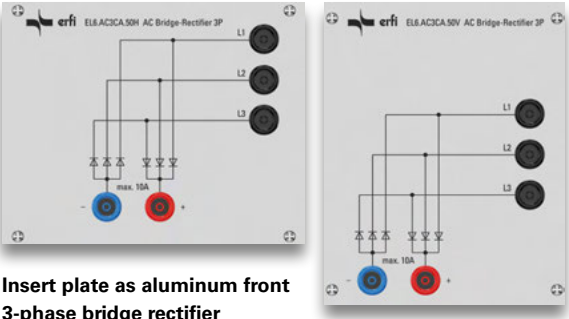 erfi EL6.AC3CA.50H AC Bridge-Rectifier 3P
L1
L2
L3
max. 10A
- +
erfi EL6.AC3CA.50V AC Bridge-Rectifier 3P
L1
L2
L3
max. 10A
- +
Insert plate as aluminum front
3-phase bridge rectifier